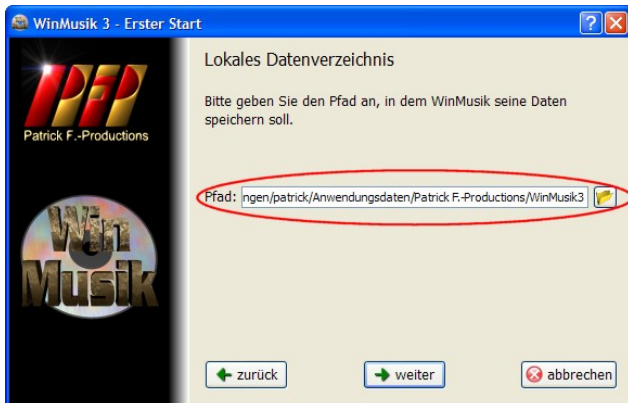 WinMusik 3 - Erster Start
PFP
Patrick F.-Productions
Win
Musik
Lokales Datenverzeichnis
Bitte geben Sie den Pfad an, in dem WinMusik seine Daten
speichern soll.
Pfad: ngen/patrick/Anwendungsdaten/Patrick F.-Productions/WinMusik3
zurück weiter abbrechen